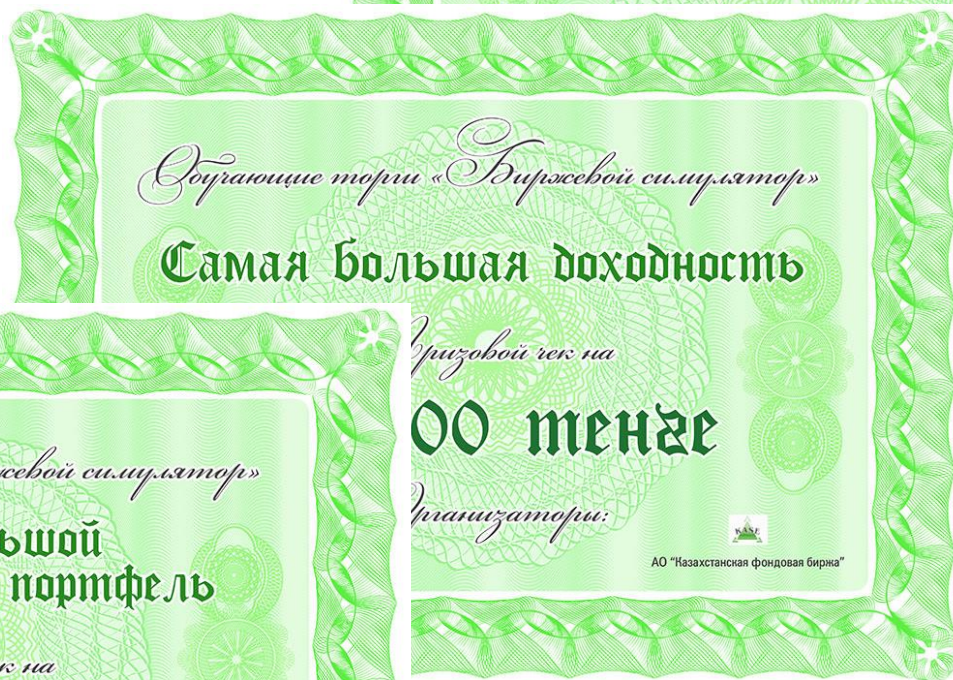 Обучающие торги «Биржевой симулятор»
Самая большая доходность
Призовой чек на
00 тенге
Организаторы:
KASE
АО "Казахстанская фондовая биржа"
жевой симулятор»
ьшой
портфель
к на